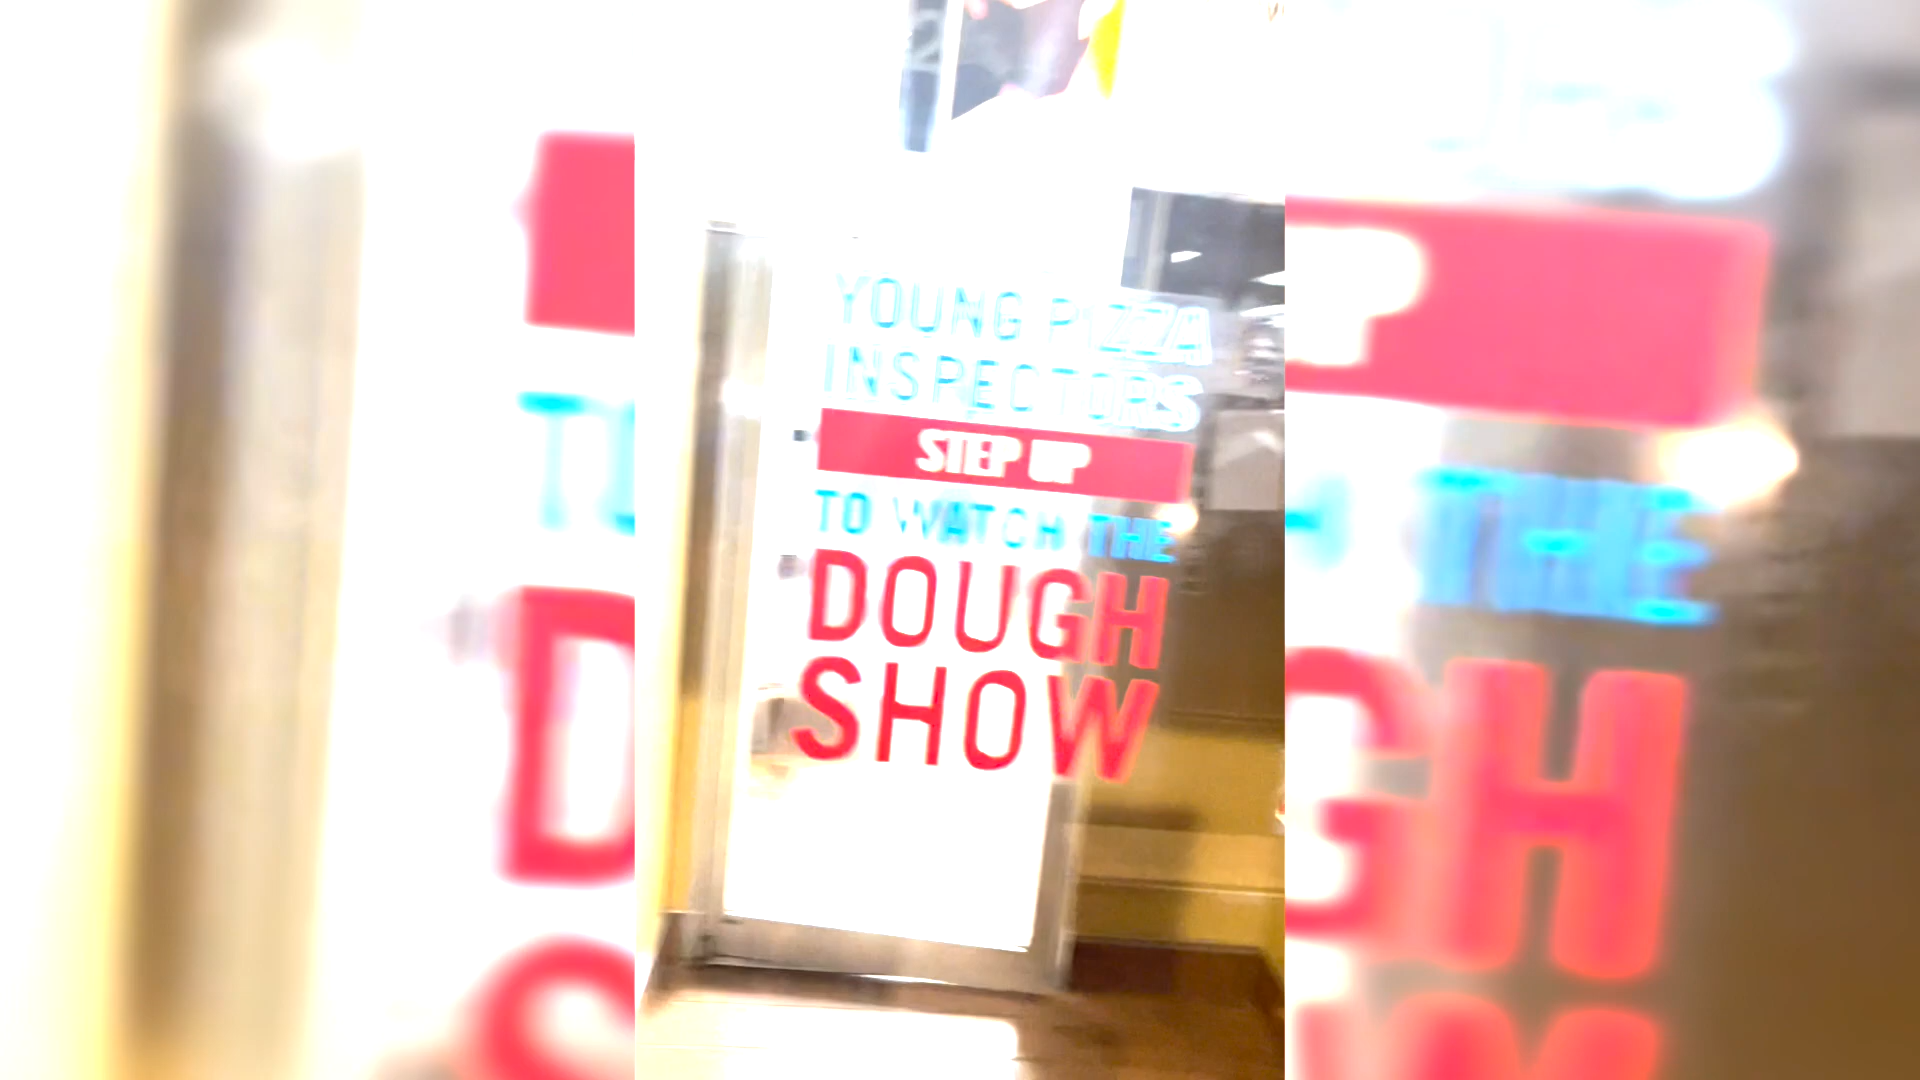 YOUNG PIZZA
INSPECTORS
STEP UP
TO WATCH THE
DOUGH
SHOW